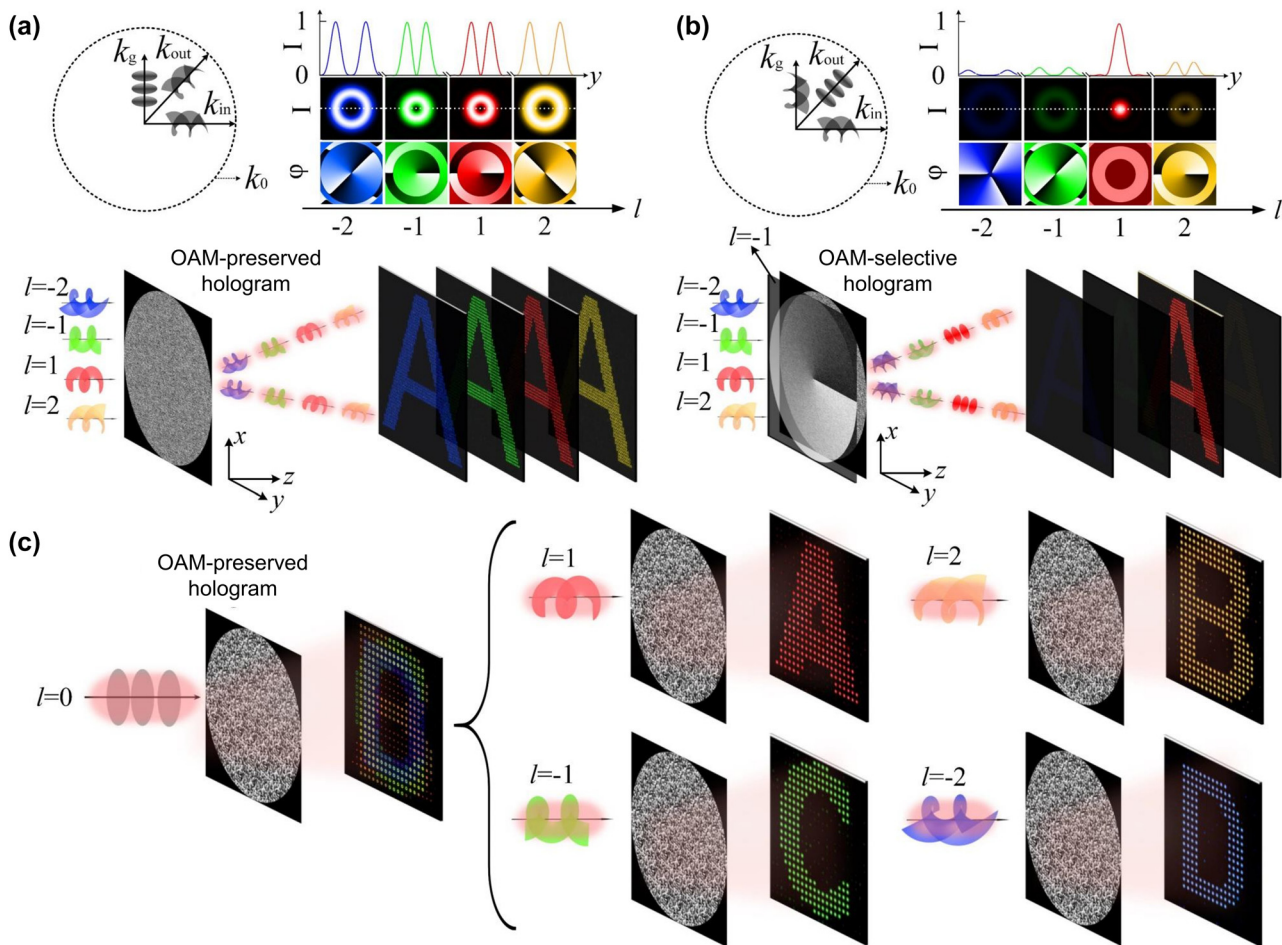 (a)
k_g
k_out
k_in
k_0
I
1
0
y
I
φ
-2 -1 1 2
l
(b)
k_g
k_out
k_in
k_0
I
1
0
y
I
φ
-2 -1 1 2
l
OAM-preserved
hologram
l=-2
l=-1
l=1
l=2
A A A A
x
z
y
l=-1
OAM-selective
hologram
l=-2
l=-1
l=1
l=2
A
x
z
y
(c)
OAM-preserved
hologram
l=0
l=1
A
l=2
B
l=-1
C
l=-2
D